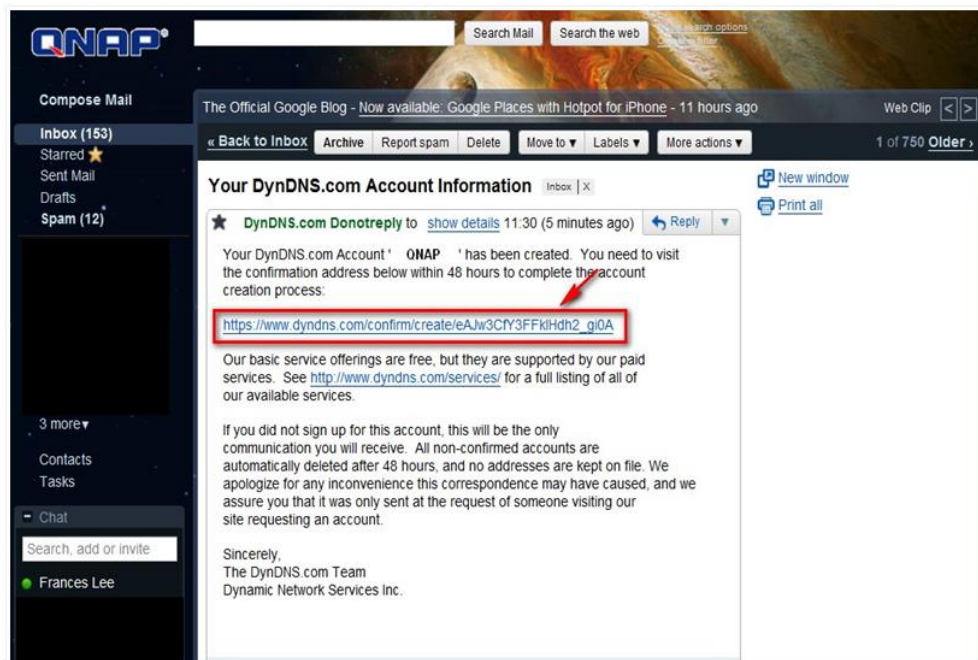 QNAP
Search Mail Search the web
The Official Google Blog - Now available: Google Places with Hotpot for iPhone - 11 hours ago Web Clip < >
Compose Mail
Inbox (153)
Starred
Sent Mail
Drafts
Spam (12)
3 more▾
Contacts
Tasks
Chat
Search, add or invite
Frances Lee
« Back to Inbox Archive Report spam Delete Move to ▼ Labels ▼ More actions ▼ 1 of 750 Older ›
Your DynDNS.com Account Information Inbox | X
New window
Print all
DynDNS.com Donotreply to show details 11:30 (5 minutes ago) Reply ▼
Your DynDNS.com Account ' QNAP ' has been created. You need to visit
the confirmation address below within 48 hours to complete the account
creation process:
https://www.dyndns.com/confirm/create/eAJw3CfY3FFklHdh2_gi0A
Our basic service offerings are free, but they are supported by our paid
services. See http://www.dyndns.com/services/ for a full listing of all of
our available services.
If you did not sign up for this account, this will be the only
communication you will receive. All non-confirmed accounts are
automatically deleted after 48 hours, and no addresses are kept on file. We
apologize for any inconvenience this correspondence may have caused, and we
assure you that it was only sent at the request of someone visiting our
site requesting an account.
Sincerely,
The DynDNS.com Team
Dynamic Network Services Inc.